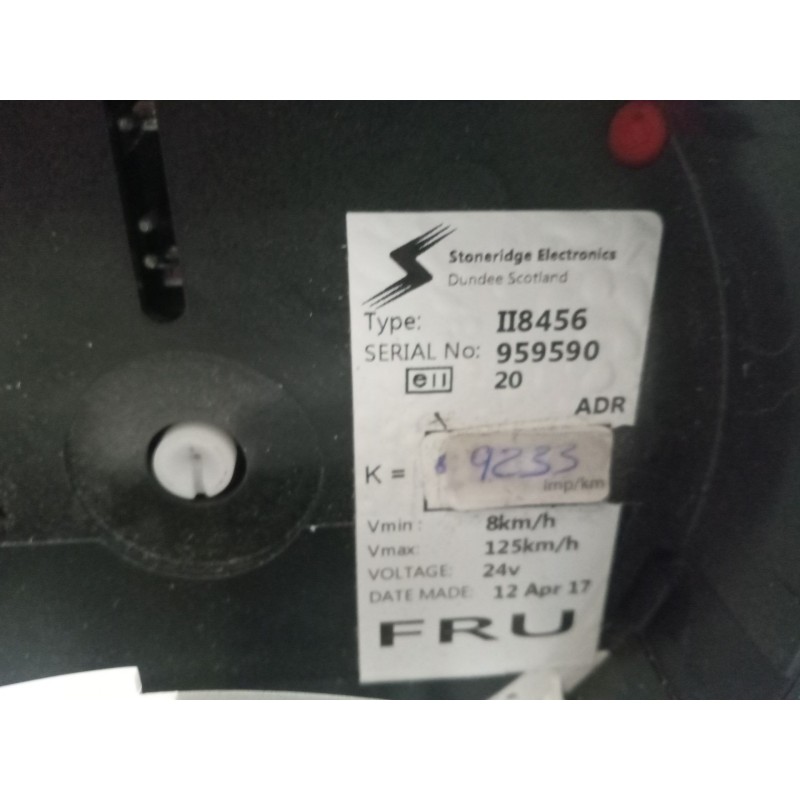 Stoneridge Electronics
Dundee Scotland
Type: II8456
SERIAL No: 959590
e11 20
ADR
K = 9233 imp/km
Vmin: 8km/h
Vmax: 125km/h
VOLTAGE: 24v
DATE MADE: 12 Apr 17
FRU